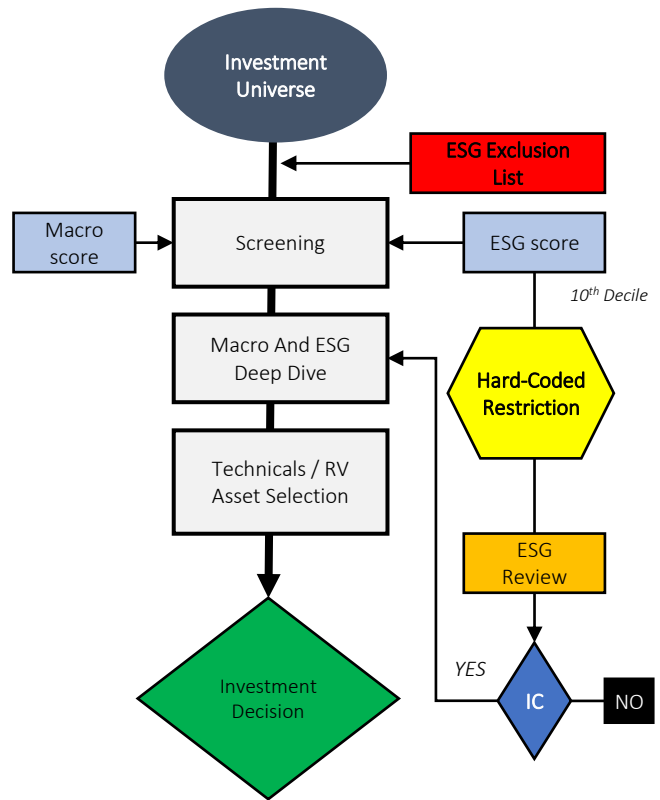 Investment
Universe
ESG Exclusion
List
Macro
score
Screening
ESG score
10th Decile
Macro And ESG
Deep Dive
Hard-Coded
Restriction
Technicals / RV
Asset Selection
ESG
Review
YES
Investment
Decision
IC
NO